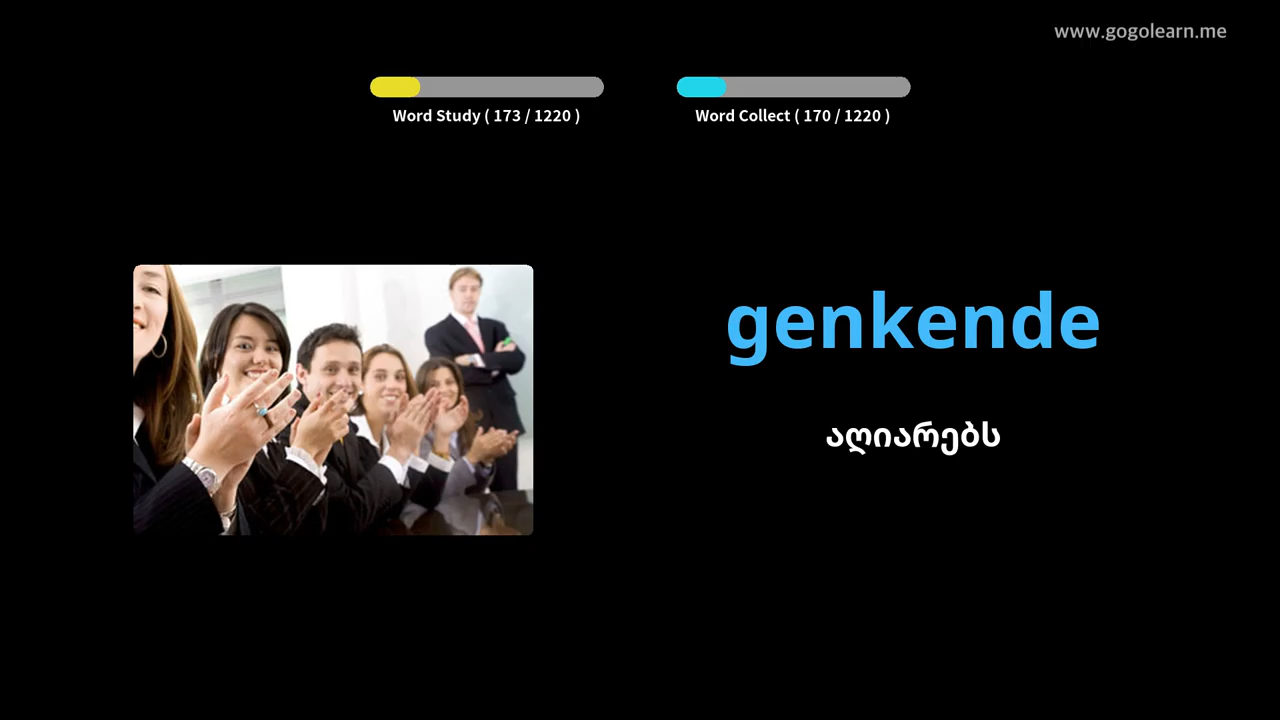 www.gogolearn.me
Word Study ( 173 / 1220 )
Word Collect ( 170 / 1220 )
genkende
აღიარებს